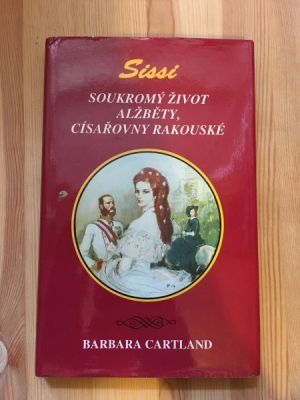 Sissi
SOUKROMÝ ŽIVOT
ALŽBĚTY,
CÍSAŘOVNY RAKOUSKÉ
BARBARA CARTLAND